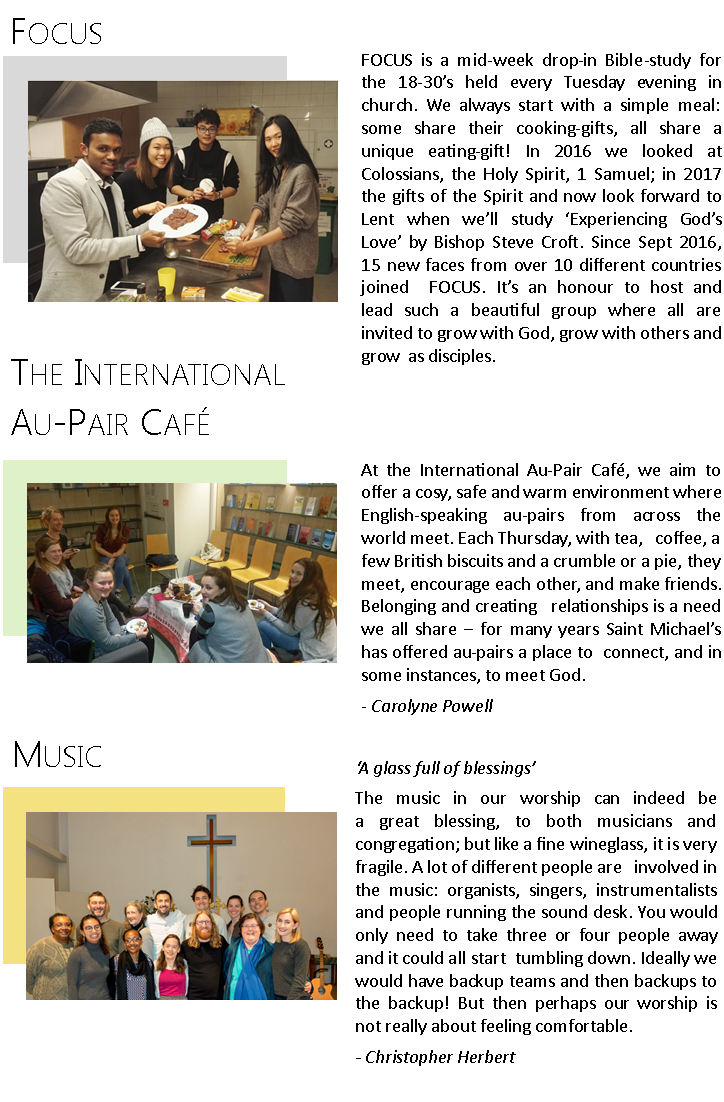 FOCUS
FOCUS is a mid-week drop-in Bible-study for
the 18-30's held every Tuesday evening in
church. We always start with a simple meal:
some share their cooking-gifts, all share a
unique eating-gift! In 2016 we looked at
Colossians, the Holy Spirit, 1 Samuel; in 2017
the gifts of the Spirit and now look forward to
Lent when we'll study ‘Experiencing God's
Love’ by Bishop Steve Croft. Since Sept 2016,
15 new faces from over 10 different countries
joined FOCUS. It's an honour to host and
lead such a beautiful group where all are
invited to grow with God, grow with others and
grow as disciples.
THE INTERNATIONAL
AU-PAIR CAFÉ
At the International Au-Pair Café, we aim to
offer a cosy, safe and warm environment where
English-speaking au-pairs from across the
world meet. Each Thursday, with tea, coffee, a
few British biscuits and a crumble or a pie, they
meet, encourage each other, and make friends.
Belonging and creating relationships is a need
we all share – for many years Saint Michael's
has offered au-pairs a place to connect, and in
some instances, to meet God.
- Carolyne Powell
MUSIC
‘A glass full of blessings’
The music in our worship can indeed be
a great blessing, to both musicians and
congregation; but like a fine wineglass, it is very
fragile. A lot of different people are involved in
the music: organists, singers, instrumentalists
and people running the sound desk. You would
only need to take three or four people away
and it could all start tumbling down. Ideally we
would have backup teams and then backups to
the backup! But then perhaps our worship is
not really about feeling comfortable.
- Christopher Herbert